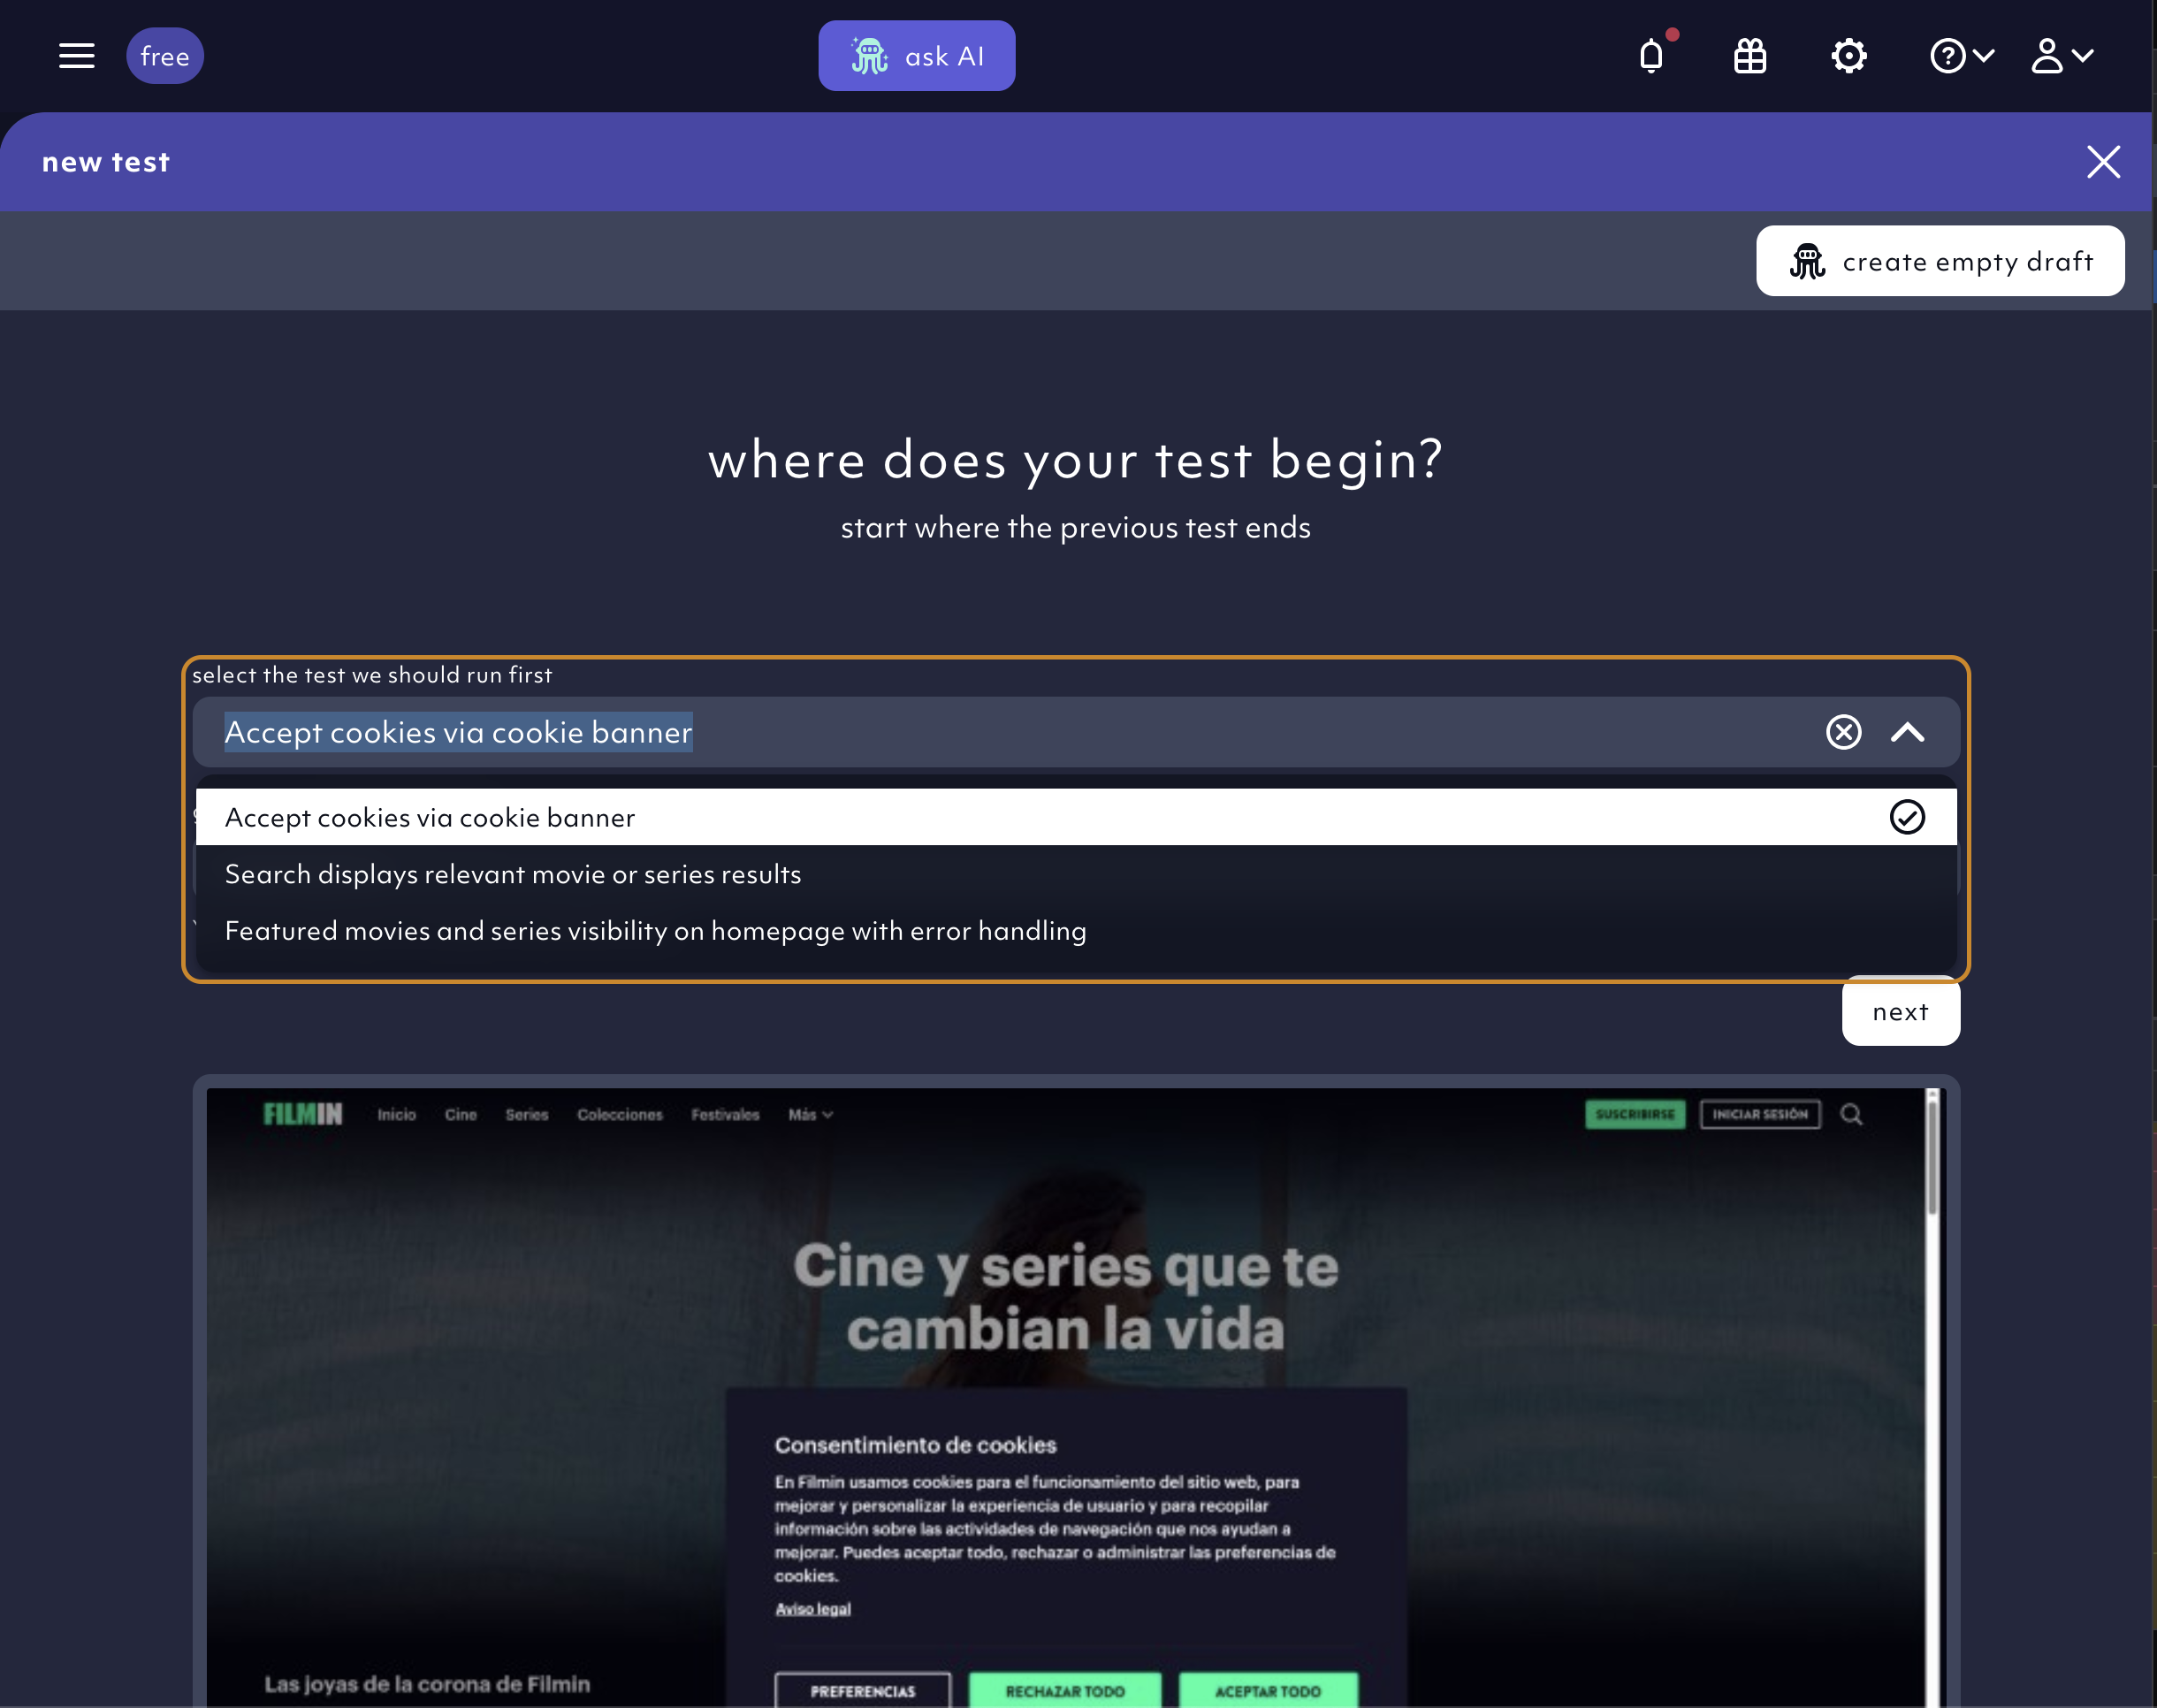 free
ask AI
new test
create empty draft
where does your test begin?
start where the previous test ends
select the test we should run first
Accept cookies via cookie banner
Accept cookies via cookie banner
Search displays relevant movie or series results
Featured movies and series visibility on homepage with error handling
next
FILMIN Inicio Cine Series Colecciones Festivales Más SUSCRIBIRSE INICIAR SESIÓN
Cine y series que te
cambian la vida
Consentimiento de cookies
En Filmin usamos cookies para el funcionamiento del sitio web, para
mejorar y personalizar la experiencia de usuario y para recopilar
información sobre las actividades de navegación que nos ayudan a
mejorar. Puedes aceptar todo, rechazar o administrar las preferencias de
cookies.
Aviso legal
Las joyas de la corona de Filmin
PREFERENCIAS RECHAZAR TODO ACEPTAR TODO